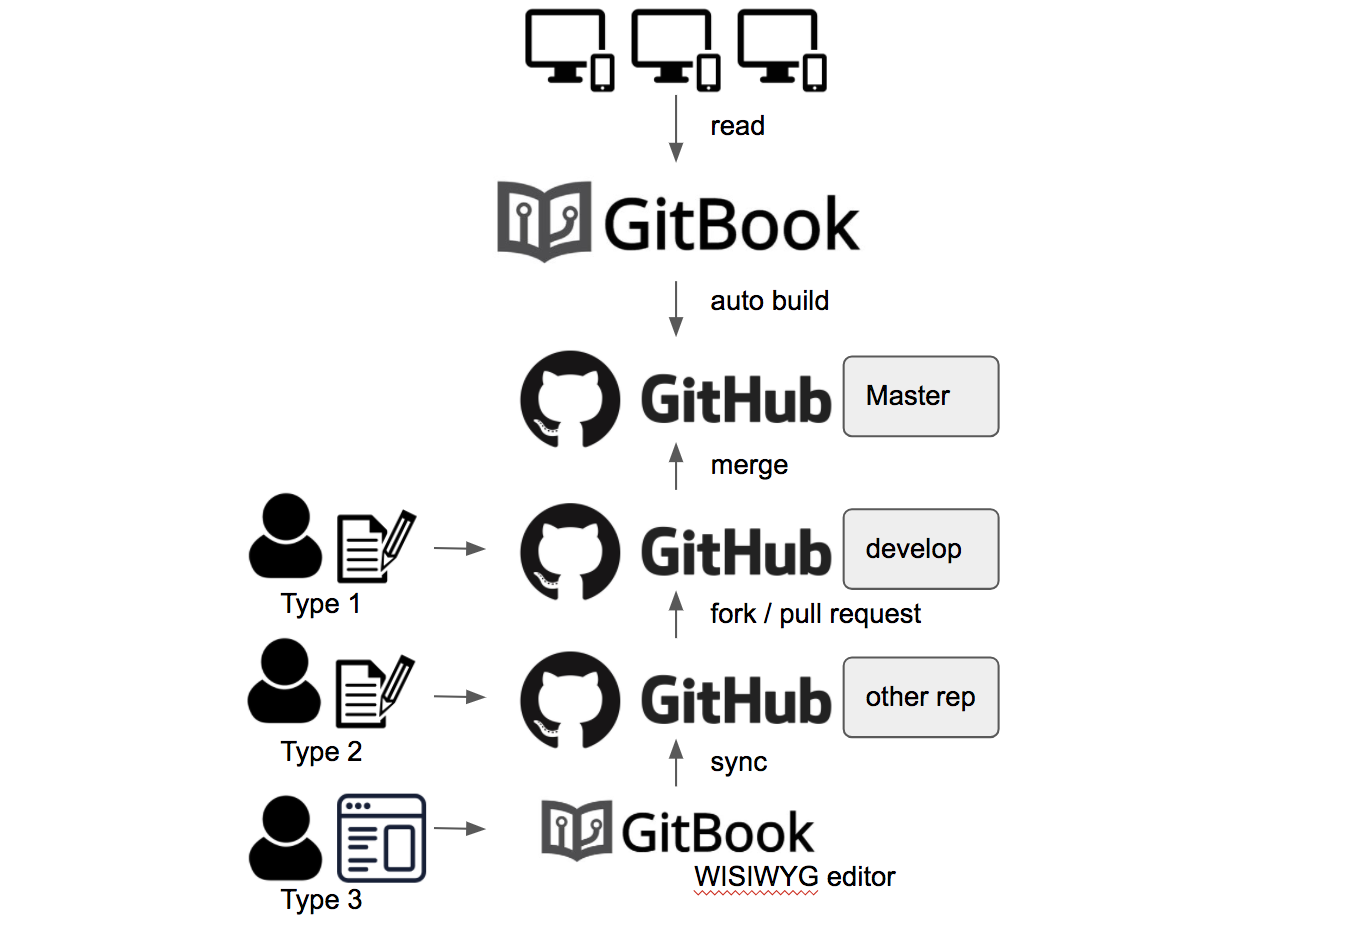 read
GitBook
auto build
GitHub Master
merge
GitHub develop
Type 1
fork / pull request
GitHub other rep
Type 2
sync
GitBook
WISIWYG editor
Type 3